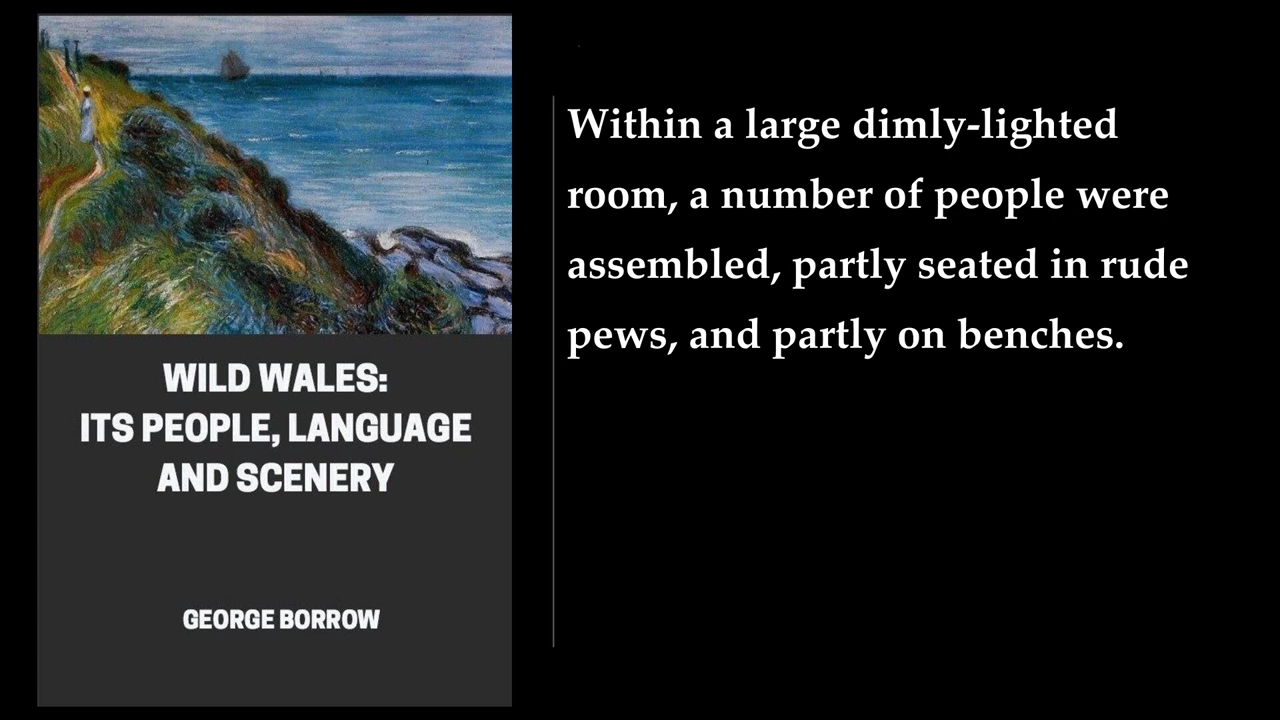 WILD WALES:
ITS PEOPLE, LANGUAGE
AND SCENERY
GEORGE BORROW
Within a large dimly-lighted
room, a number of people were
assembled, partly seated in rude
pews, and partly on benches.